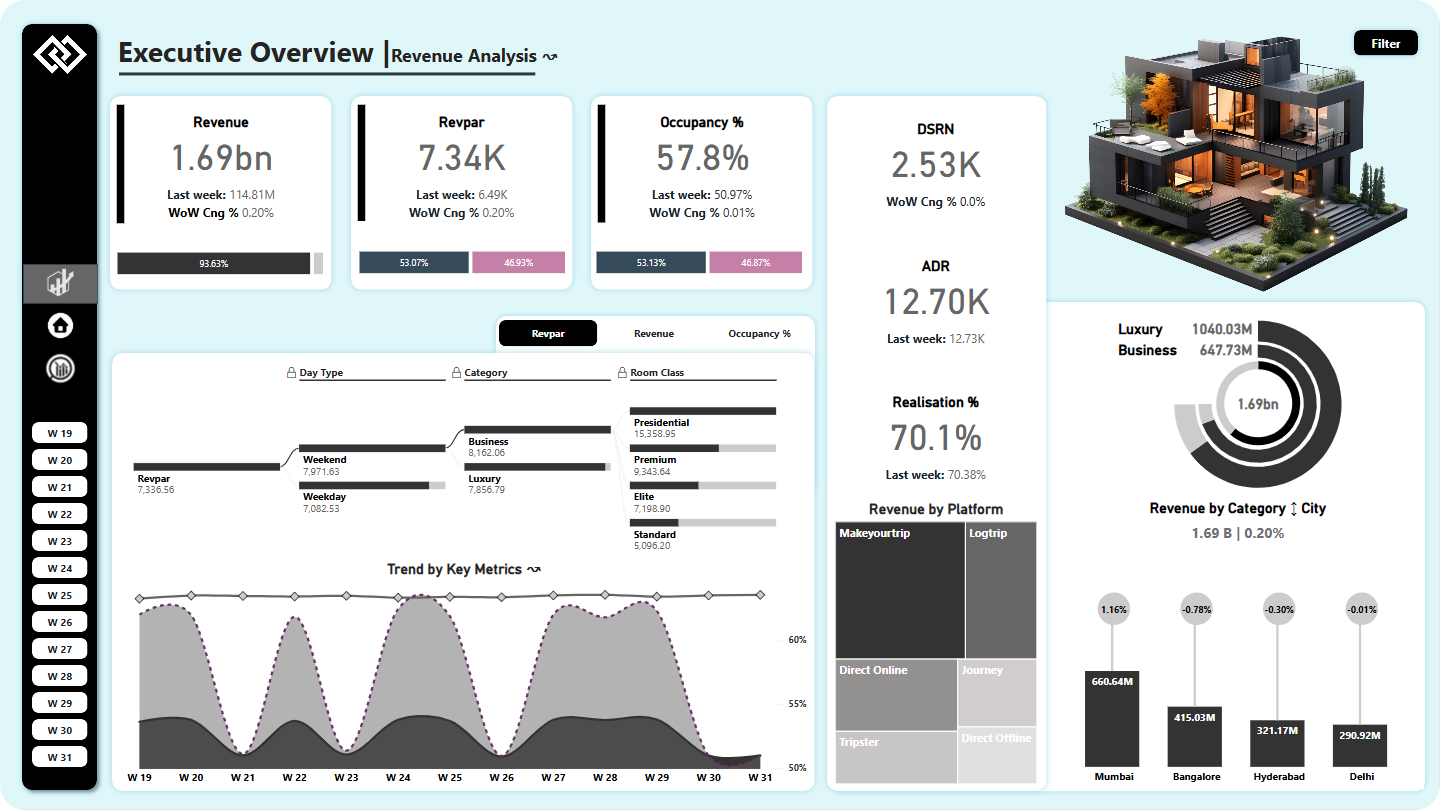 Executive Overview |Revenue Analysis
Filter
Revenue
1.69bn
Last week: 114.81M
WoW Cng % 0.20%
93.63%
Revpar
7.34K
Last week: 6.49K
WoW Cng % 0.20%
53.07%
46.93%
Occupancy %
57.8%
Last week: 50.97%
WoW Cng % 0.01%
53.13%
46.87%
DSRN
2.53K
WoW Cng % 0.0%
ADR
12.70K
Last week: 12.73K
Realisation %
70.1%
Last week: 70.38%
Revenue by Platform
Makeyourtrip
Logtrip
Direct Online
Journey
Tripster
Direct Offline
W 19
W 20
W 21
W 22
W 23
W 24
W 25
W 26
W 27
W 28
W 29
W 30
W 31
Revpar
Revenue
Occupancy %
Day Type
Category
Room Class
Revpar
7,336.56
Weekend
7,971.63
Weekday
7,082.53
Business
8,162.06
Luxury
7,856.79
Presidential
15,358.95
Premium
9,343.64
Elite
7,198.90
Standard
5,096.20
Trend by Key Metrics
60%
55%
50%
W 19 W 20 W 21 W 22 W 23 W 24 W 25 W 26 W 27 W 28 W 29 W 30 W 31
Luxury 1040.03M
Business 647.73M
1.69bn
Revenue by Category ↕ City
1.69 B | 0.20%
1.16% -0.78% -0.30% -0.01%
660.64M 415.03M 321.17M 290.92M
Mumbai Bangalore Hyderabad Delhi